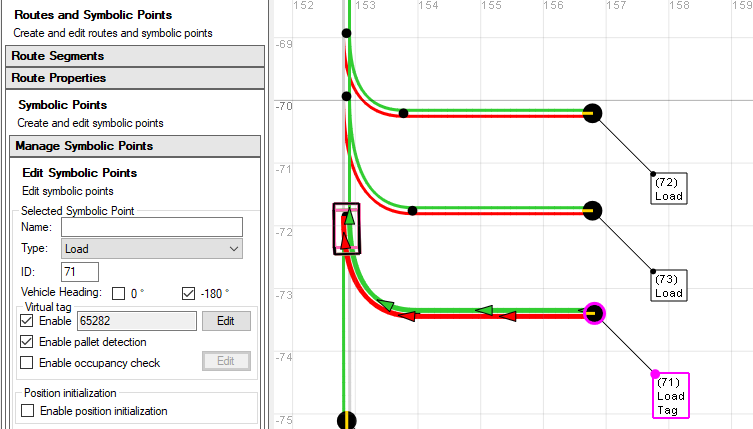 Routes and Symbolic Points
Create and edit routes and symbolic points
Route Segments
Route Properties
Symbolic Points
Create and edit symbolic points
Manage Symbolic Points
Edit Symbolic Points
Edit symbolic points
Selected Symbolic Point
Name:
Type: Load
ID: 71
Vehicle Heading: 0 ° -180 °
Virtual tag
Enable 65282 Edit
Enable pallet detection
Enable occupancy check Edit
Position initialization
Enable position initialization
152 153 154 155 156 157 158 159
-69
-70
-71
-72
-73
-74
-75
(72)
Load
(73)
Load
(71)
Load
Tag